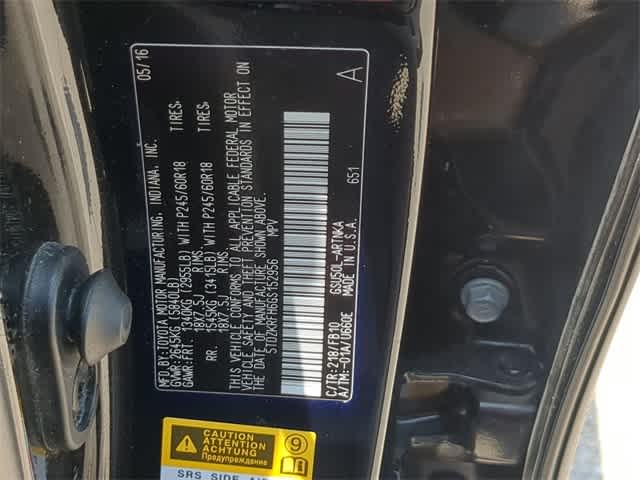 MFD.BY:TOYOTA MOTOR MANUFACTURING, INDIANA, INC. 05/16
GVWR:2645KG (5840LB)
GAWR:FRT. 1340KG (2955LB) WITH P245/60R18 TIRES,
18X7.5J RIMS
RR. 1545KG (3415LB) WITH P245/60R18 TIRES,
18X7.5J RIMS
THIS VEHICLE CONFORMS TO ALL APPLICABLE FEDERAL MOTOR
VEHICLE SAFETY AND THEFT PREVENTION STANDARDS IN EFFECT ON
THE DATE OF MANUFACTURE SHOWN ABOVE.
MPV
A
C/TR:218/FB10 GSU50L-ARTNKA 651
A/TM:-01A/U660E MADE IN U.S.A.
CAUTION
ATTENTION
ACHTUNG
Предупреждение
9
SRS SIDE